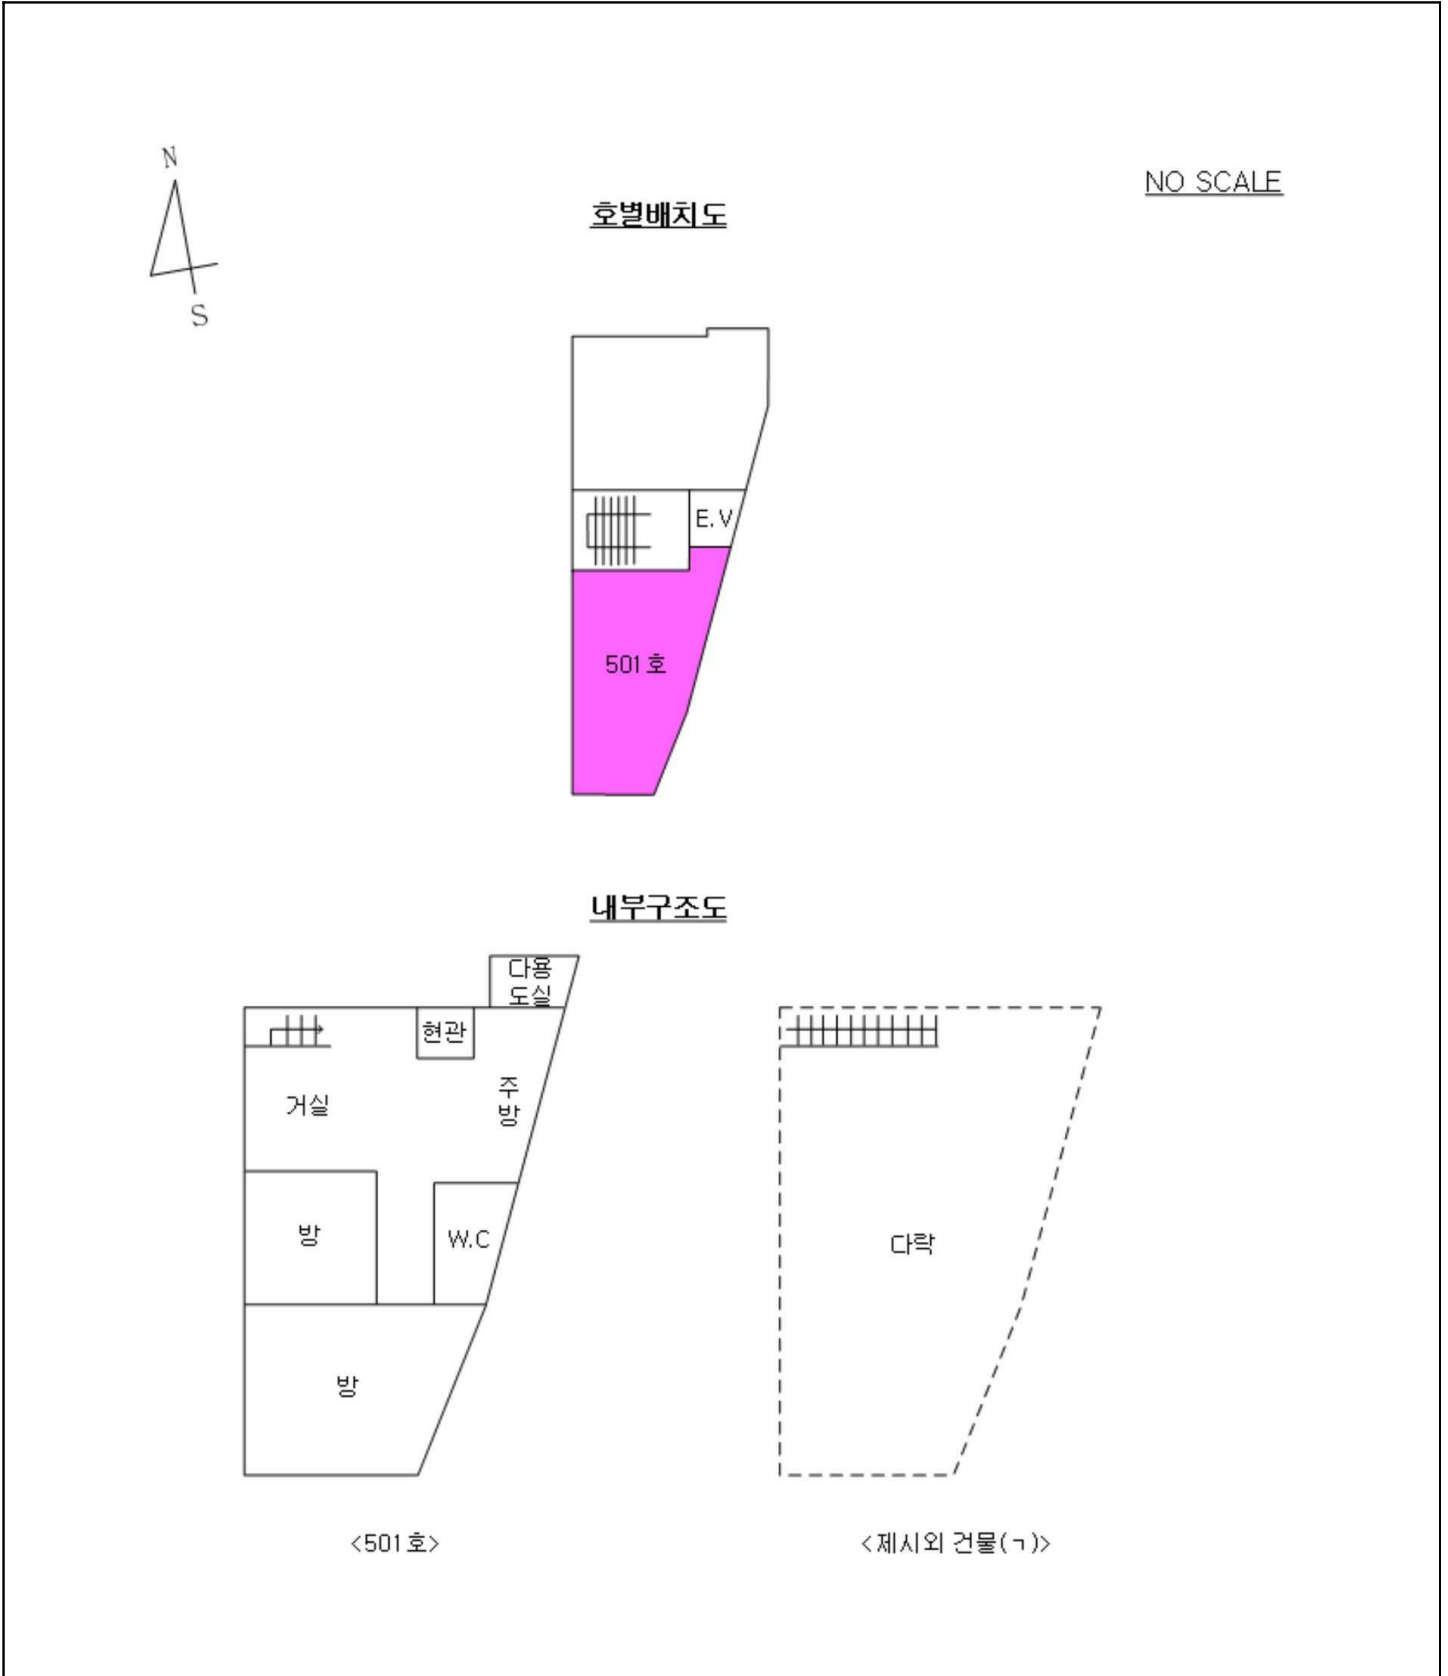 N
NO SCALE
호별배치도
S
E.V
501호
내부구조도
다용
도실
현관
주
방
거실
방
W.C
다락
방
<501호>
<제시외 건물(ㄱ)>